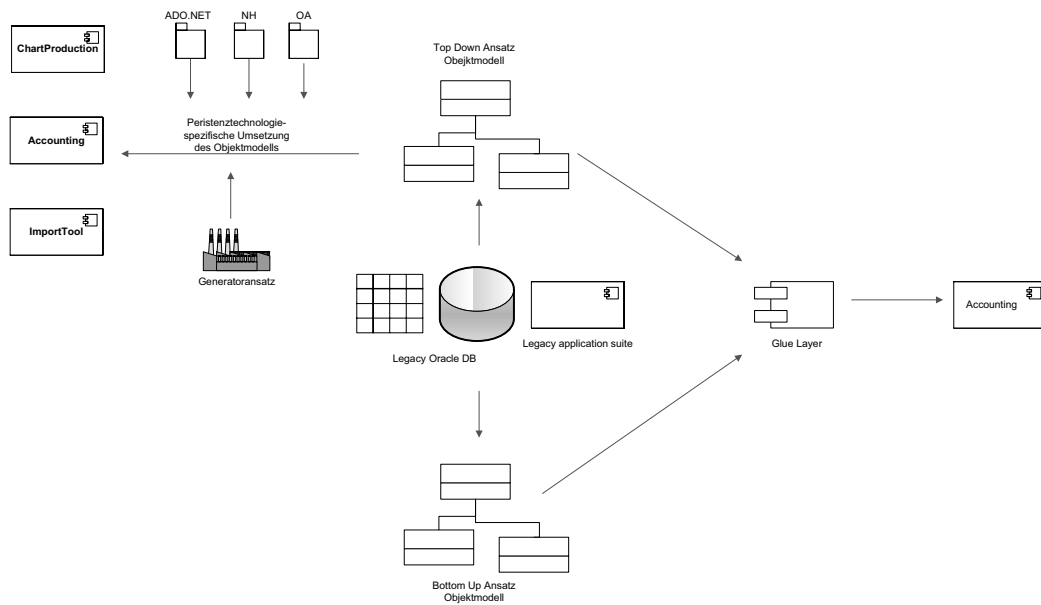 ADO.NET
NH
OA
ChartProduction
Top Down Ansatz
Obejktmodell
Peristenztechnologie-
spezifische Umsetzung
des Objektmodells
Accounting
ImportTool
Generatoransatz
Legacy Oracle DB
Legacy application suite
Glue Layer
Accounting
Bottom Up Ansatz
Objektmodell